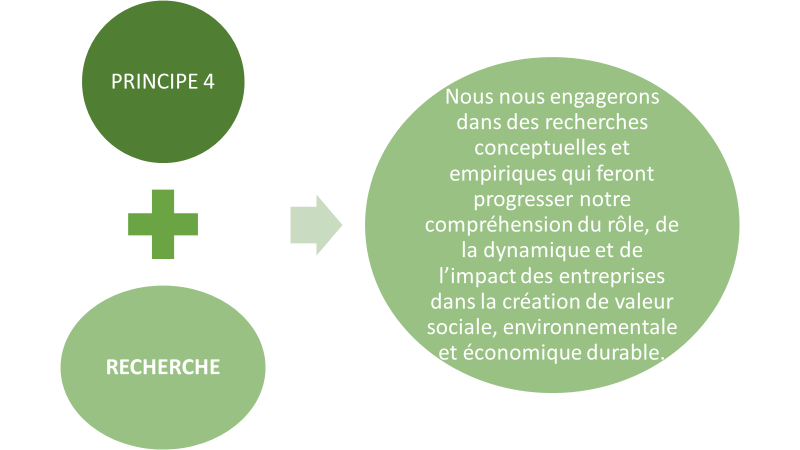 PRINCIPE 4
RECHERCHE
Nous nous engagerons
dans des recherches
conceptuelles et
empiriques qui feront
progresser notre
compréhension du rôle, de
la dynamique et de
l’impact des entreprises
dans la création de valeur
sociale, environnementale
et économique durable.